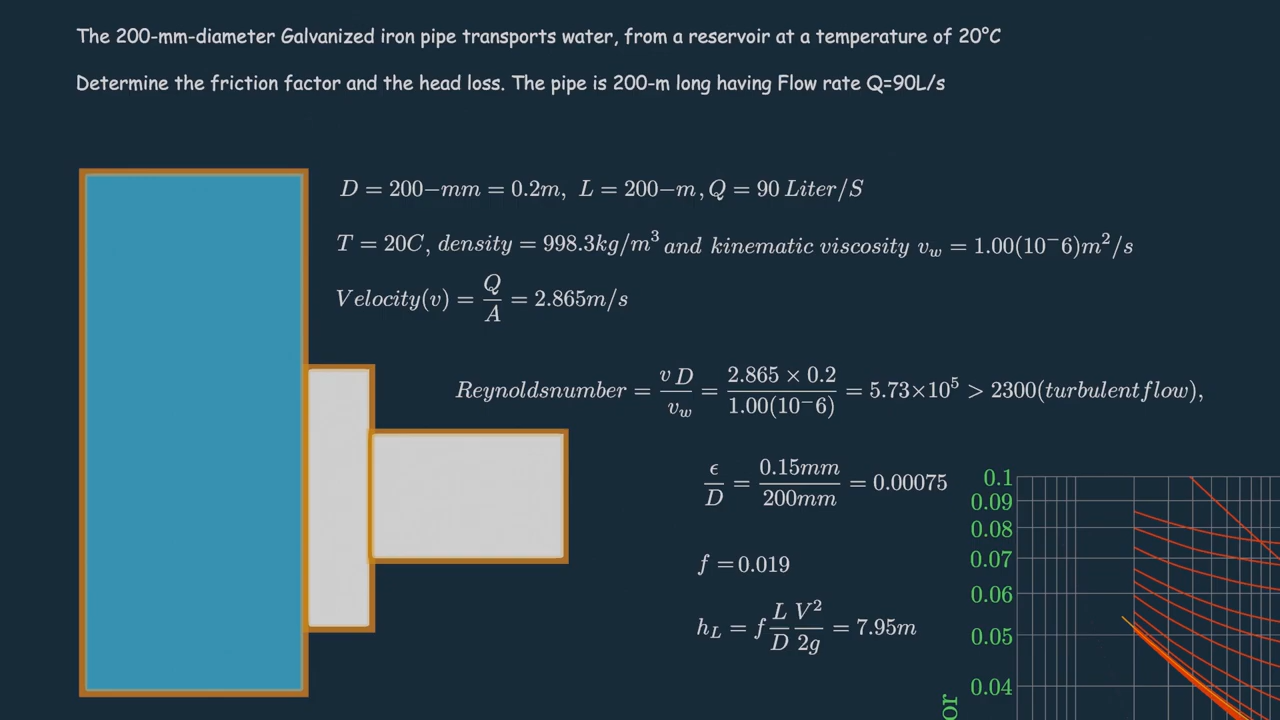 The 200-mm-diameter Galvanized iron pipe transports water, from a reservoir at a temperature of 20°C
Determine the friction factor and the head loss. The pipe is 200-m long having Flow rate Q=90L/s
D = 200−mm = 0.2m, L = 200−m, Q = 90 Liter/S
T = 20C, density = 998.3kg/m³ and kinematic viscosity v_w = 1.00(10⁻6)m²/s
Velocity(v) = Q/A = 2.865m/s
Reynoldsnumber = v D/v_w = 2.865 × 0.2/1.00(10⁻6) = 5.73×10⁵ > 2300(turbulentflow),
ϵ/D = 0.15mm/200mm = 0.00075
f = 0.019
h_L = f L/D V²/2g = 7.95m
0.1
0.09
0.08
0.07
0.06
0.05
0.04
or